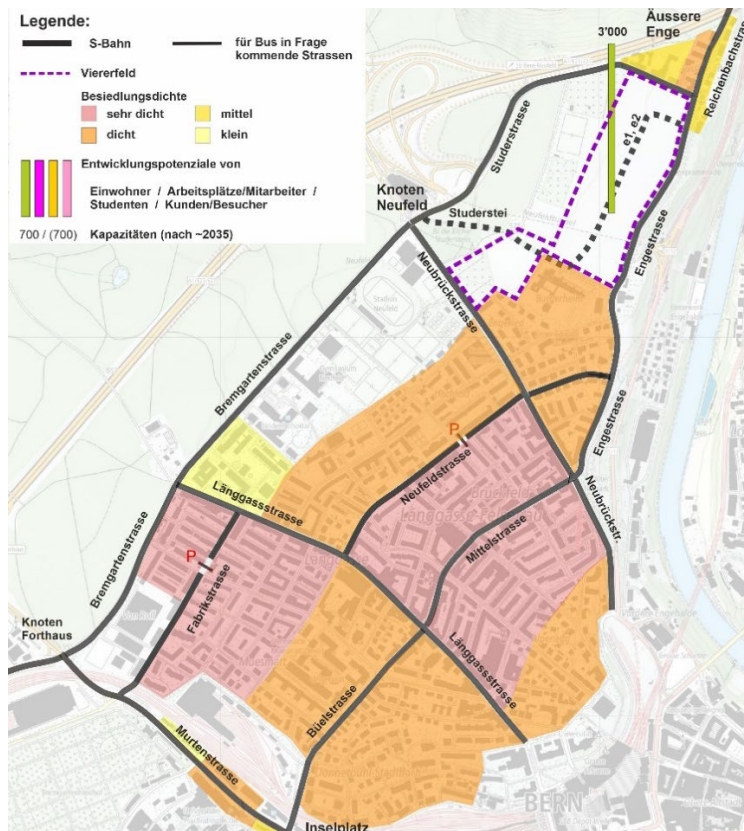 Legende:
S-Bahn
für Bus in Frage
kommende Strassen
Viererfeld
Besiedlungsdichte
sehr dicht
mittel
dicht
klein
Entwicklungspotenziale von
Einwohner / Arbeitsplätze/Mitarbeiter /
Studenten / Kunden/Besucher
700 / (700)
Kapazitäten (nach ~2035)
3'000
Äussere
Enge
Reichenbachstras
e1, e2
Studerstrasse
Knoten
Neufeld
Studerstei
Engestrasse
Neubrückstrasse
Bremgartenstrasse
P
Engestrasse
Länggassstrasse
Neufeldstrasse
Neubrückstr.
Mittelstrasse
Bremgartenstrasse
P
Fabrikstrasse
Knoten
Forthaus
Länggassstrasse
Büelstrasse
Murtenstrasse
BERN
Inselplatz